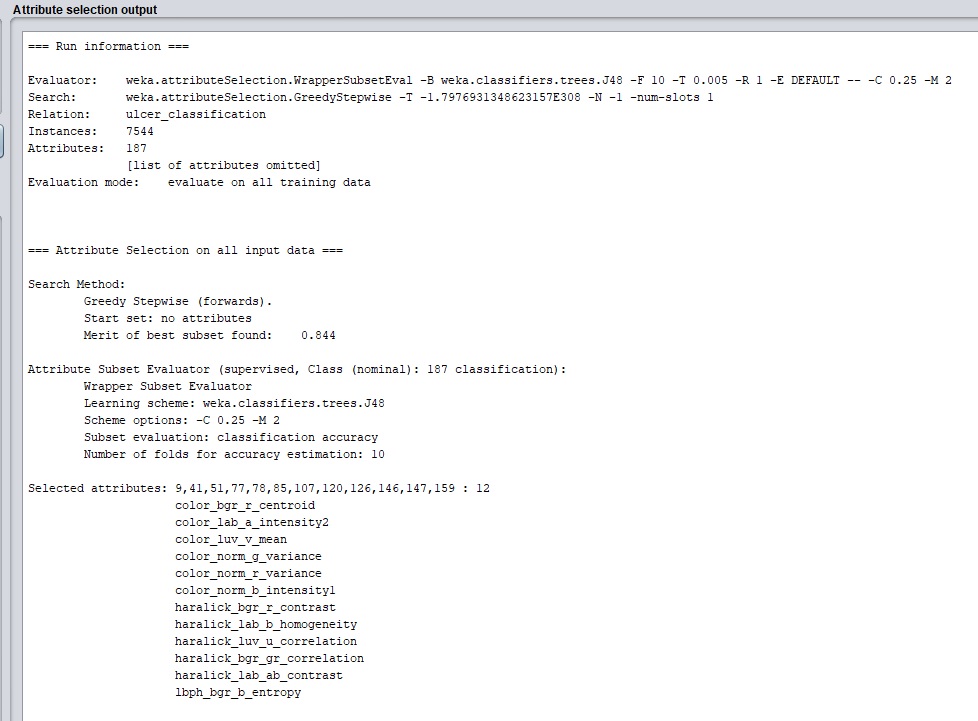 Attribute selection output
=== Run information ===
Evaluator: weka.attributeSelection.WrapperSubsetEval -B weka.classifiers.trees.J48 -F 10 -T 0.005 -R 1 -E DEFAULT -- -C 0.25 -M 2
Search: weka.attributeSelection.GreedyStepwise -T -1.7976931348623157E308 -N -1 -num-slots 1
Relation: ulcer_classification
Instances: 7544
Attributes: 187
[list of attributes omitted]
Evaluation mode: evaluate on all training data
=== Attribute Selection on all input data ===
Search Method:
Greedy Stepwise (forwards).
Start set: no attributes
Merit of best subset found: 0.844
Attribute Subset Evaluator (supervised, Class (nominal): 187 classification):
Wrapper Subset Evaluator
Learning scheme: weka.classifiers.trees.J48
Scheme options: -C 0.25 -M 2
Subset evaluation: classification accuracy
Number of folds for accuracy estimation: 10
Selected attributes: 9,41,51,77,78,85,107,120,126,146,147,159 : 12
color_bgr_r_centroid
color_lab_a_intensity2
color_luv_v_mean
color_norm_g_variance
color_norm_r_variance
color_norm_b_intensity1
haralick_bgr_r_contrast
haralick_lab_b_homogeneity
haralick_luv_u_correlation
haralick_bgr_gr_correlation
haralick_lab_ab_contrast
lbph_bgr_b_entropy